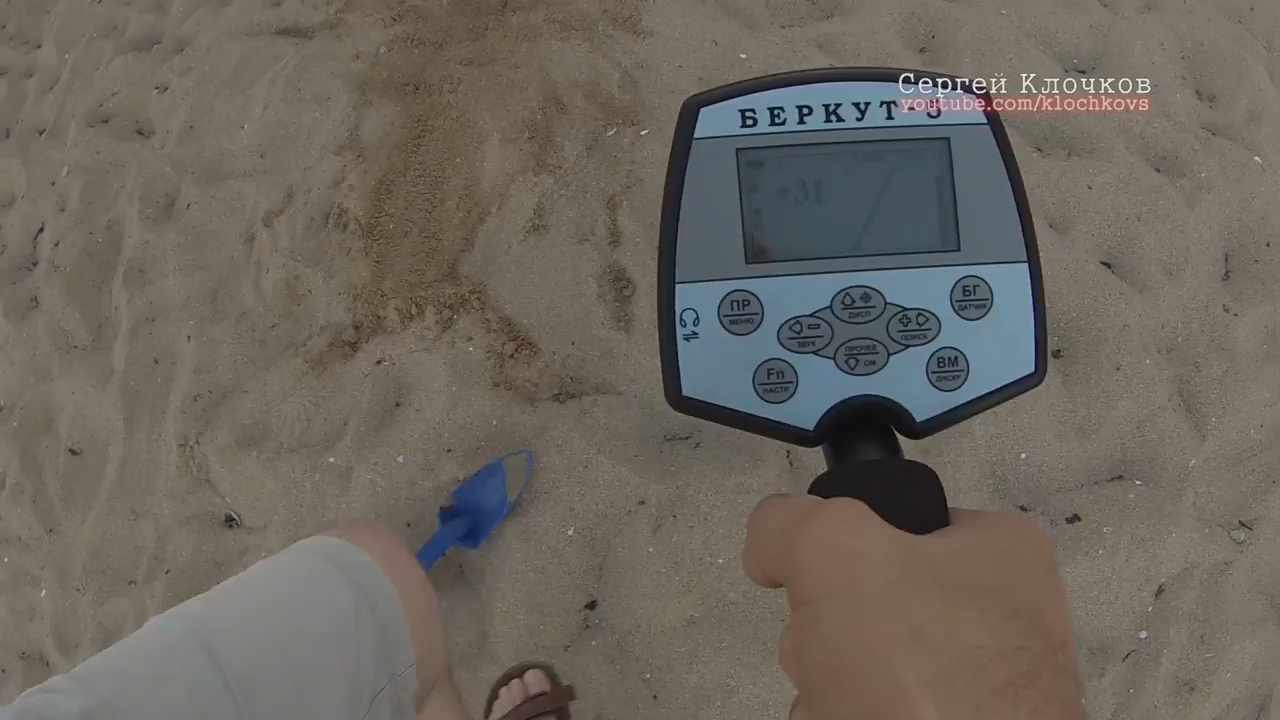 Сергей Клочков
youtube.com/klochkovs
БЕРКУТ-5
+31
ПР
МЕНЮ
БГ
ДАТЧИК
ДИСП
ЗВУК
ПОИСК
ПРОЧЕЕ
ОК
Fn
НАСТР
ВМ
ДИСКР